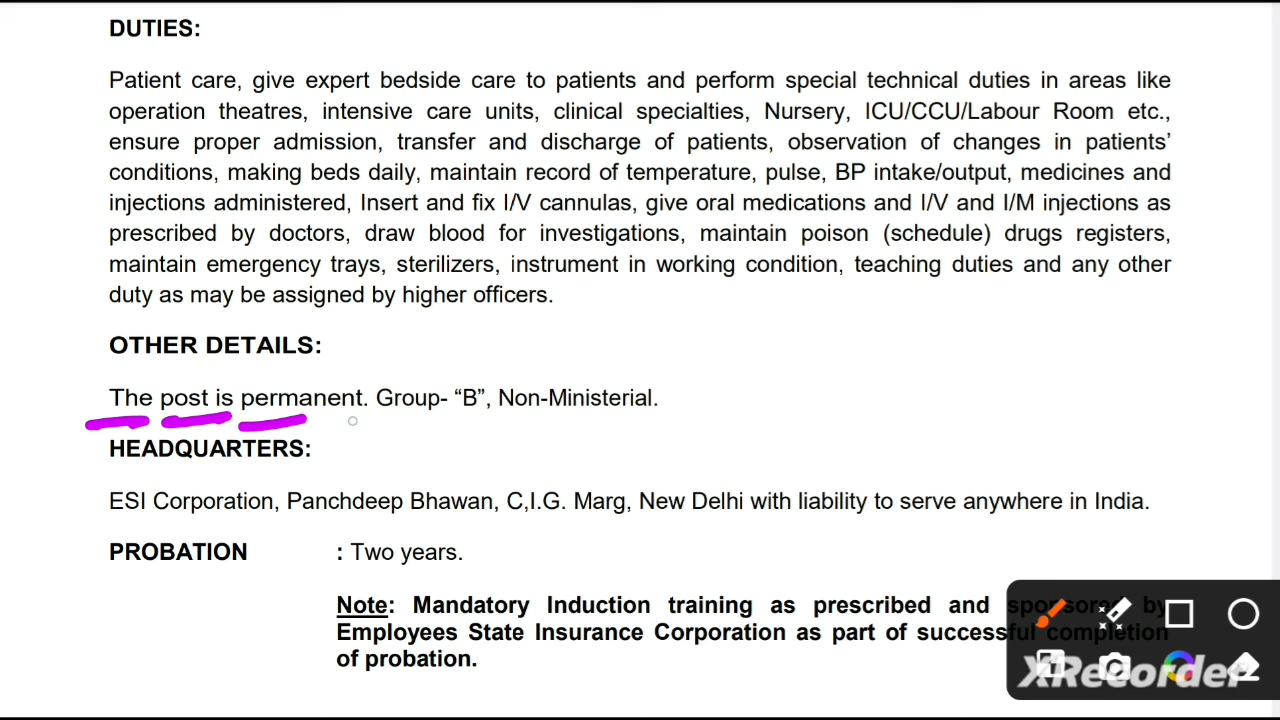 DUTIES:
Patient care, give expert bedside care to patients and perform special technical duties in areas like
operation theatres, intensive care units, clinical specialties, Nursery, ICU/CCU/Labour Room etc.,
ensure proper admission, transfer and discharge of patients, observation of changes in patients’
conditions, making beds daily, maintain record of temperature, pulse, BP intake/output, medicines and
injections administered, Insert and fix I/V cannulas, give oral medications and I/V and I/M injections as
prescribed by doctors, draw blood for investigations, maintain poison (schedule) drugs registers,
maintain emergency trays, sterilizers, instrument in working condition, teaching duties and any other
duty as may be assigned by higher officers.
OTHER DETAILS:
The post is permanent. Group- “B”, Non-Ministerial.
HEADQUARTERS:
ESI Corporation, Panchdeep Bhawan, C,I.G. Marg, New Delhi with liability to serve anywhere in India.
PROBATION : Two years.
Note: Mandatory Induction training as prescribed and sponsored by
Employees State Insurance Corporation as part of successful completion
of probation.
XRecorder